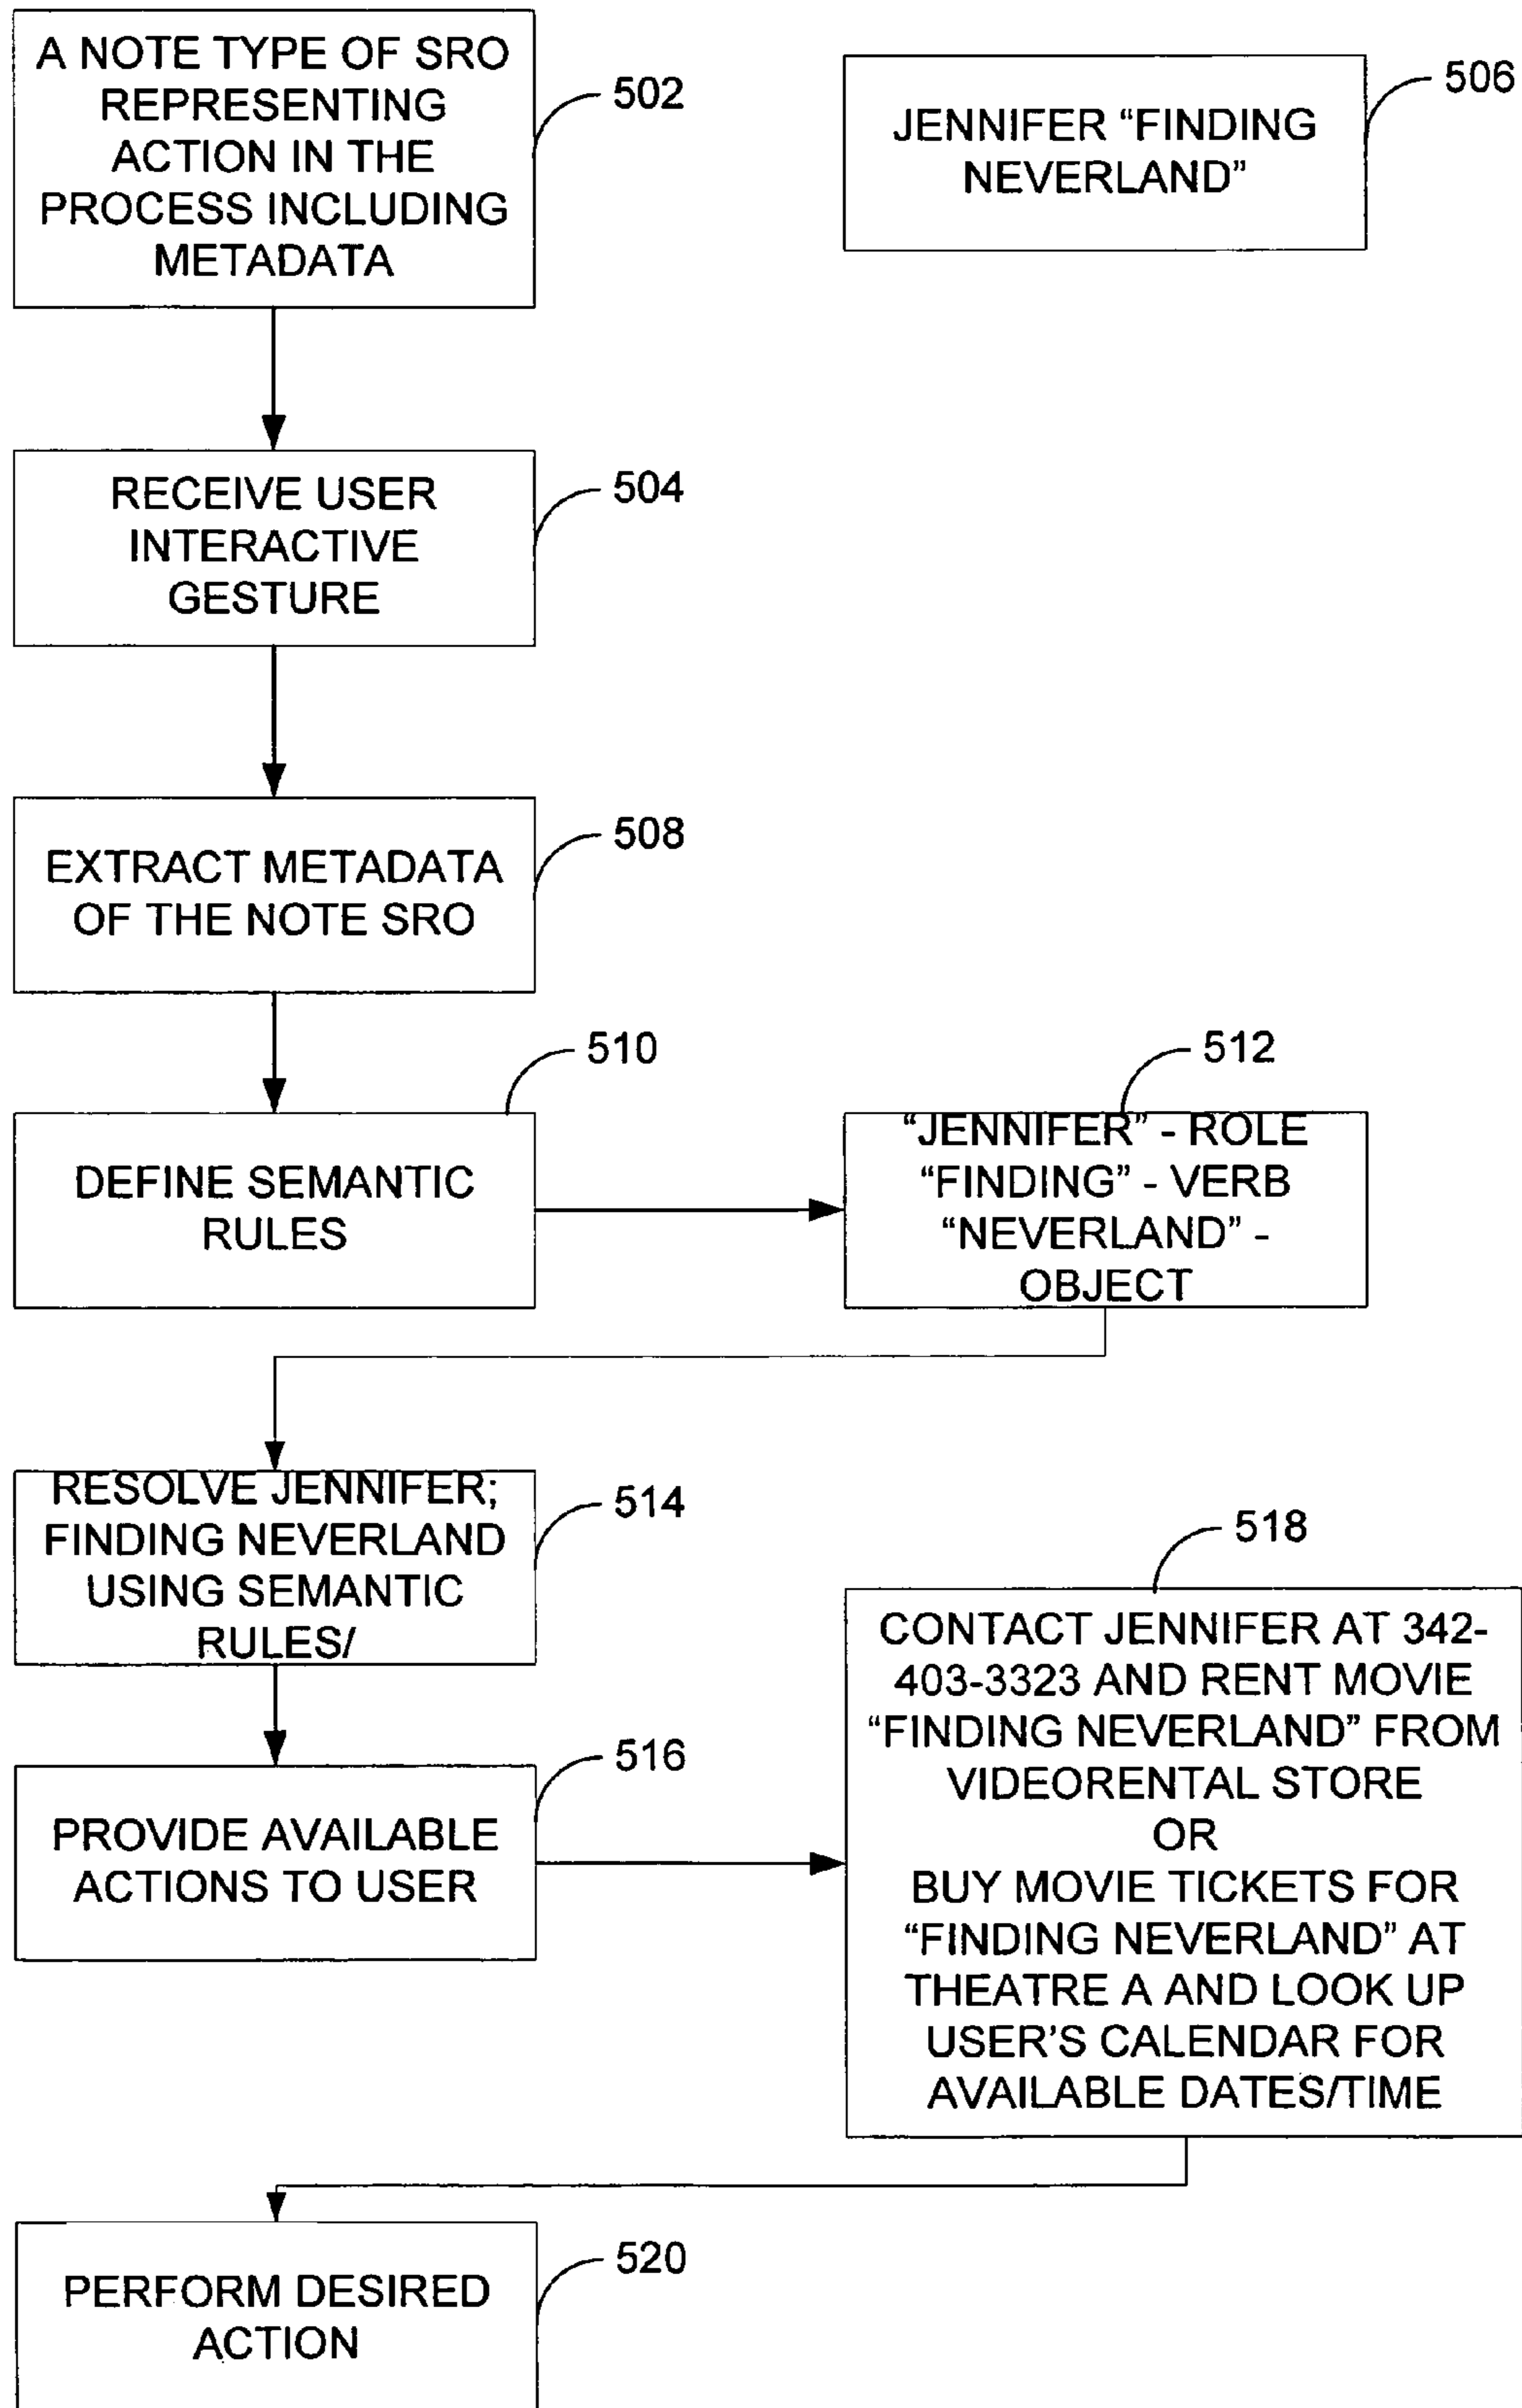 A NOTE TYPE OF SRO
REPRESENTING
ACTION IN THE
PROCESS INCLUDING
METADATA
502
JENNIFER “FINDING
NEVERLAND”
506
RECEIVE USER
INTERACTIVE
GESTURE
504
EXTRACT METADATA
OF THE NOTE SRO
508
DEFINE SEMANTIC
RULES
510
“JENNIFER” - ROLE
“FINDING” - VERB
“NEVERLAND” -
OBJECT
512
RESOLVE JENNIFER;
FINDING NEVERLAND
USING SEMANTIC
RULES/
514
PROVIDE AVAILABLE
ACTIONS TO USER
516
CONTACT JENNIFER AT 342-
403-3323 AND RENT MOVIE
“FINDING NEVERLAND” FROM
VIDEORENTAL STORE
OR
BUY MOVIE TICKETS FOR
“FINDING NEVERLAND” AT
THEATRE A AND LOOK UP
USER’S CALENDAR FOR
AVAILABLE DATES/TIME
518
PERFORM DESIRED
ACTION
520